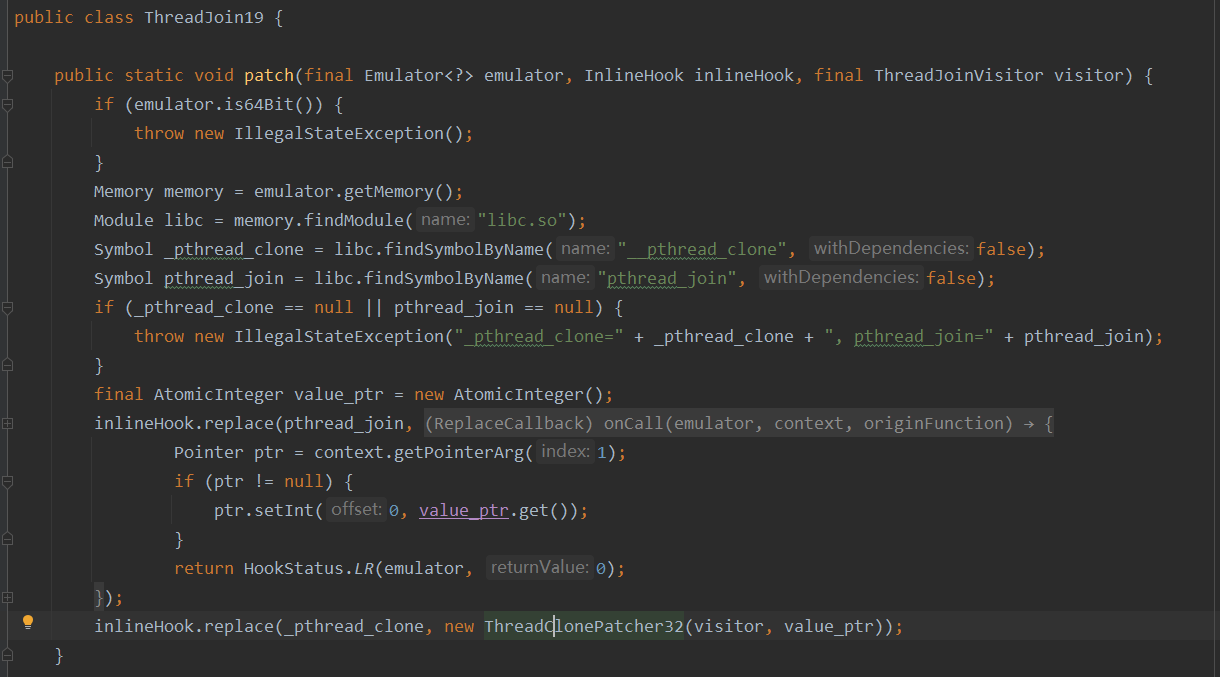 public class ThreadJoin19 {
public static void patch(final Emulator<?> emulator, InlineHook inlineHook, final ThreadJoinVisitor visitor) {
if (emulator.is64Bit()) {
throw new IllegalStateException();
}
Memory memory = emulator.getMemory();
Module libc = memory.findModule( name: "libc.so");
Symbol _pthread_clone = libc.findSymbolByName( name: "__pthread_clone", withDependencies: false);
Symbol pthread_join = libc.findSymbolByName( name: "pthread_join", withDependencies: false);
if (_pthread_clone == null || pthread_join == null) {
throw new IllegalStateException("_pthread_clone=" + _pthread_clone + ", pthread_join=" + pthread_join);
}
final AtomicInteger value_ptr = new AtomicInteger();
inlineHook.replace(pthread_join, (ReplaceCallback) onCall(emulator, context, originFunction) → {
Pointer ptr = context.getPointerArg( index: 1);
if (ptr != null) {
ptr.setInt( offset: 0, value_ptr.get());
}
return HookStatus.LR(emulator, returnValue: 0);
});
inlineHook.replace(_pthread_clone, new ThreadClonePatcher32(visitor, value_ptr));
}